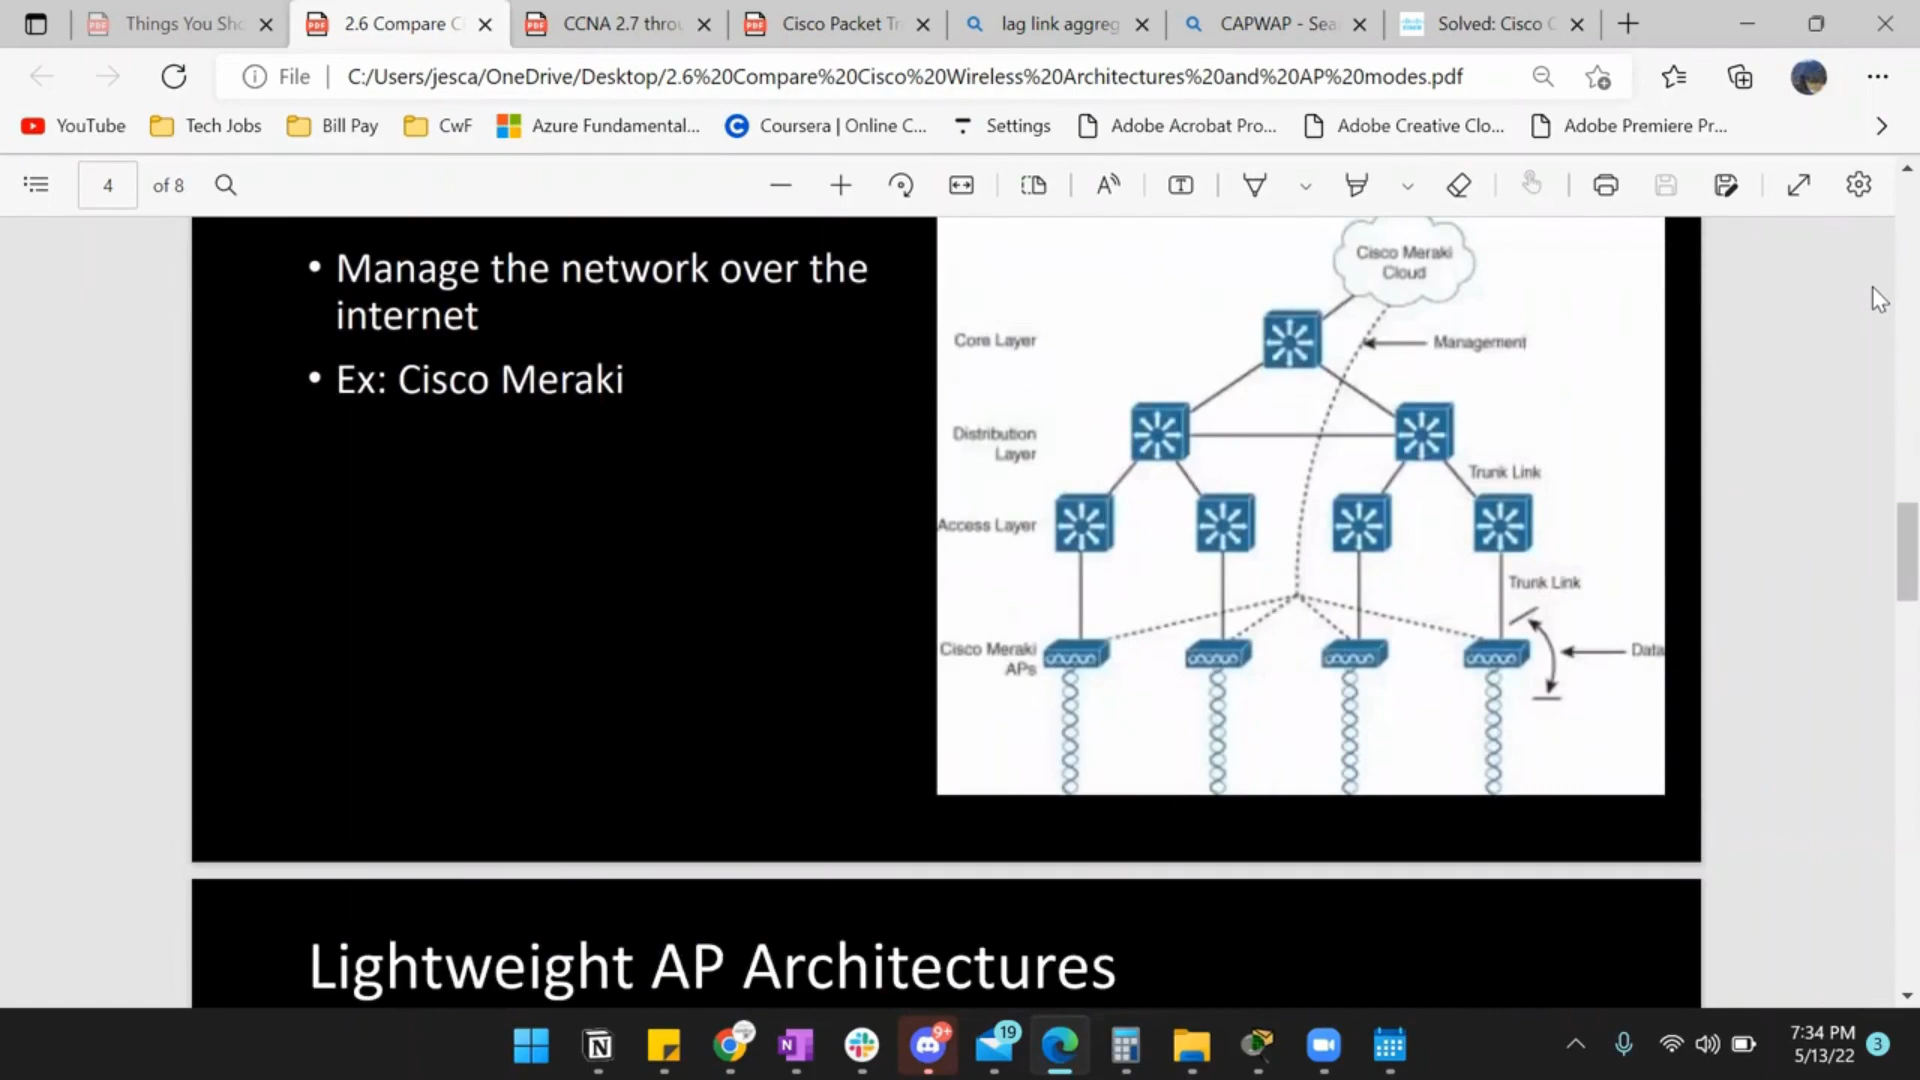 Things You Sho
2.6 Compare C
CCNA 2.7 throu
Cisco Packet Tr
lag link aggreg
CAPWAP - Sea
Solved: Cisco C
File
C:/Users/jesca/OneDrive/Desktop/2.6%20Compare%20Cisco%20Wireless%20Architectures%20and%20AP%20modes.pdf
YouTube
Tech Jobs
Bill Pay
CwF
Azure Fundamental...
Coursera | Online C...
Settings
Adobe Acrobat Pro...
Adobe Creative Clo...
Adobe Premiere Pr...
4
of 8
• Manage the network over the
internet
• Ex: Cisco Meraki
Cisco Meraki
Cloud
Core Layer
Management
Distribution
Layer
Trunk Link
Access Layer
Trunk Link
Cisco Meraki
APs
Data
Lightweight AP Architectures
9+
19
7:34 PM
5/13/22
3